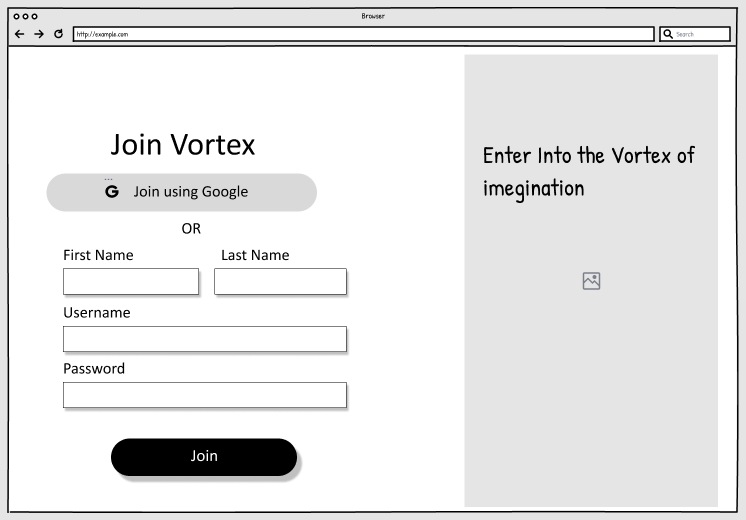 Browser
http://example.com
Search
Join Vortex
G Join using Google
OR
First Name
Last Name
Username
Password
Join
Enter Into the Vortex of
imegination